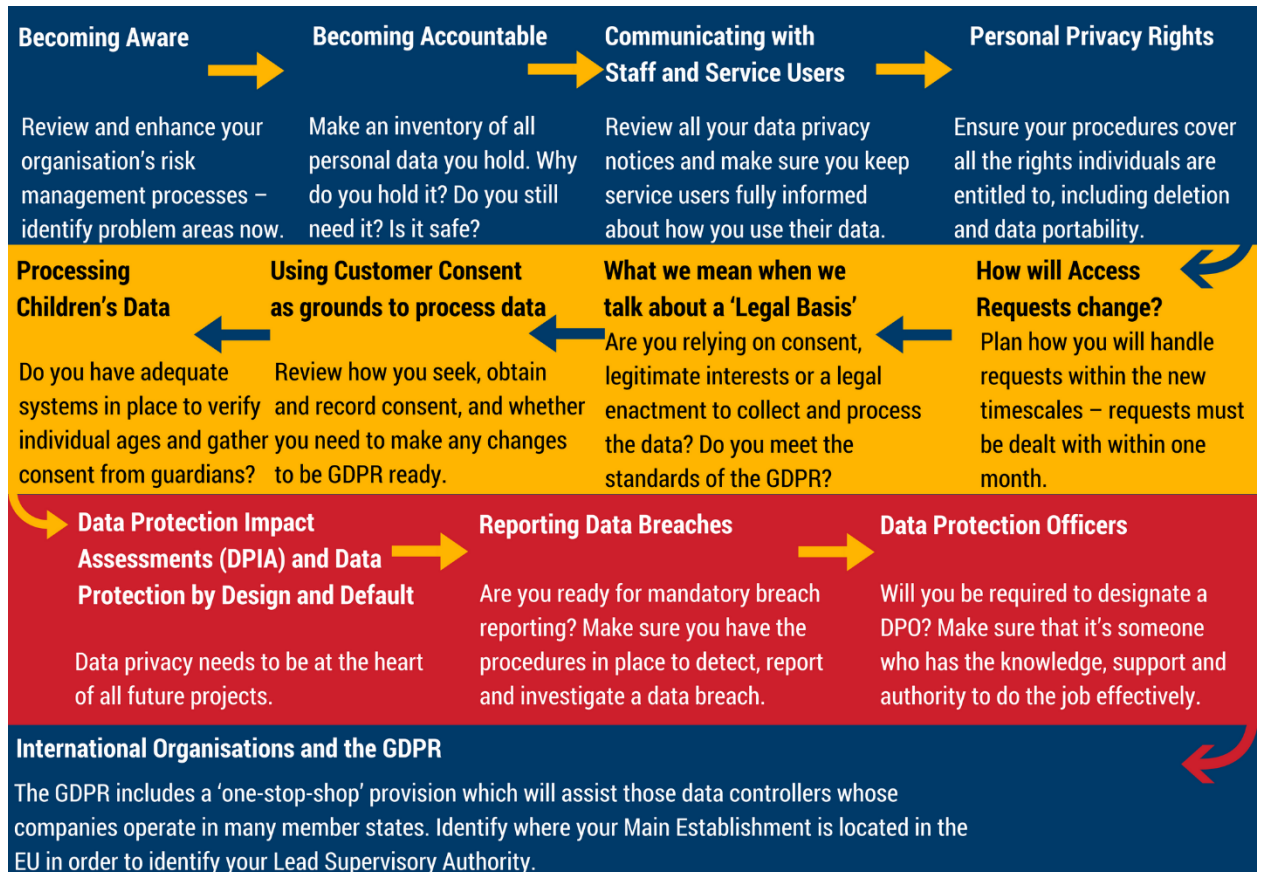 Becoming Aware
Review and enhance your
organisation's risk
management processes –
identify problem areas now.
Becoming Accountable
Make an inventory of all
personal data you hold. Why
do you hold it? Do you still
need it? Is it safe?
Communicating with
Staff and Service Users
Review all your data privacy
notices and make sure you keep
service users fully informed
about how you use their data.
Personal Privacy Rights
Ensure your procedures cover
all the rights individuals are
entitled to, including deletion
and data portability.
How will Access
Requests change?
Plan how you will handle
requests within the new
timescales – requests must
be dealt with within one
month.
What we mean when we
talk about a ‘Legal Basis’
Are you relying on consent,
legitimate interests or a legal
enactment to collect and process
the data? Do you meet the
standards of the GDPR?
Using Customer Consent
as grounds to process data
Review how you seek, obtain
and record consent, and whether
you need to make any changes
to be GDPR ready.
Processing
Children’s Data
Do you have adequate
systems in place to verify
individual ages and gather
consent from guardians?
Data Protection Impact
Assessments (DPIA) and Data
Protection by Design and Default
Data privacy needs to be at the heart
of all future projects.
Reporting Data Breaches
Are you ready for mandatory breach
reporting? Make sure you have the
procedures in place to detect, report
and investigate a data breach.
Data Protection Officers
Will you be required to designate a
DPO? Make sure that it’s someone
who has the knowledge, support and
authority to do the job effectively.
International Organisations and the GDPR
The GDPR includes a ‘one-stop-shop’ provision which will assist those data controllers whose
companies operate in many member states. Identify where your Main Establishment is located in the
EU in order to identify your Lead Supervisory Authority.